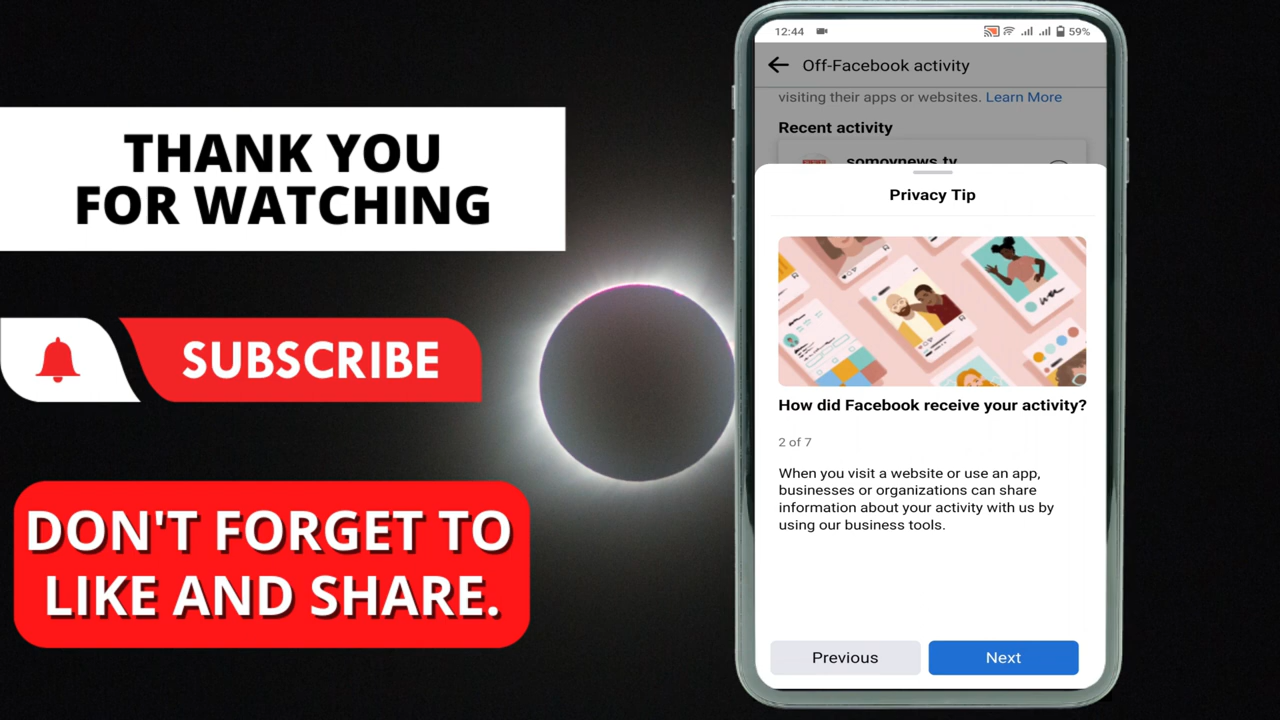 THANK YOU
FOR WATCHING
SUBSCRIBE
DON'T FORGET TO
LIKE AND SHARE.
12:44
59%
Off-Facebook activity
visiting their apps or websites. Learn More
Recent activity
somoynews.tv
Privacy Tip
How did Facebook receive your activity?
2 of 7
When you visit a website or use an app,
businesses or organizations can share
information about your activity with us by
using our business tools.
Previous
Next